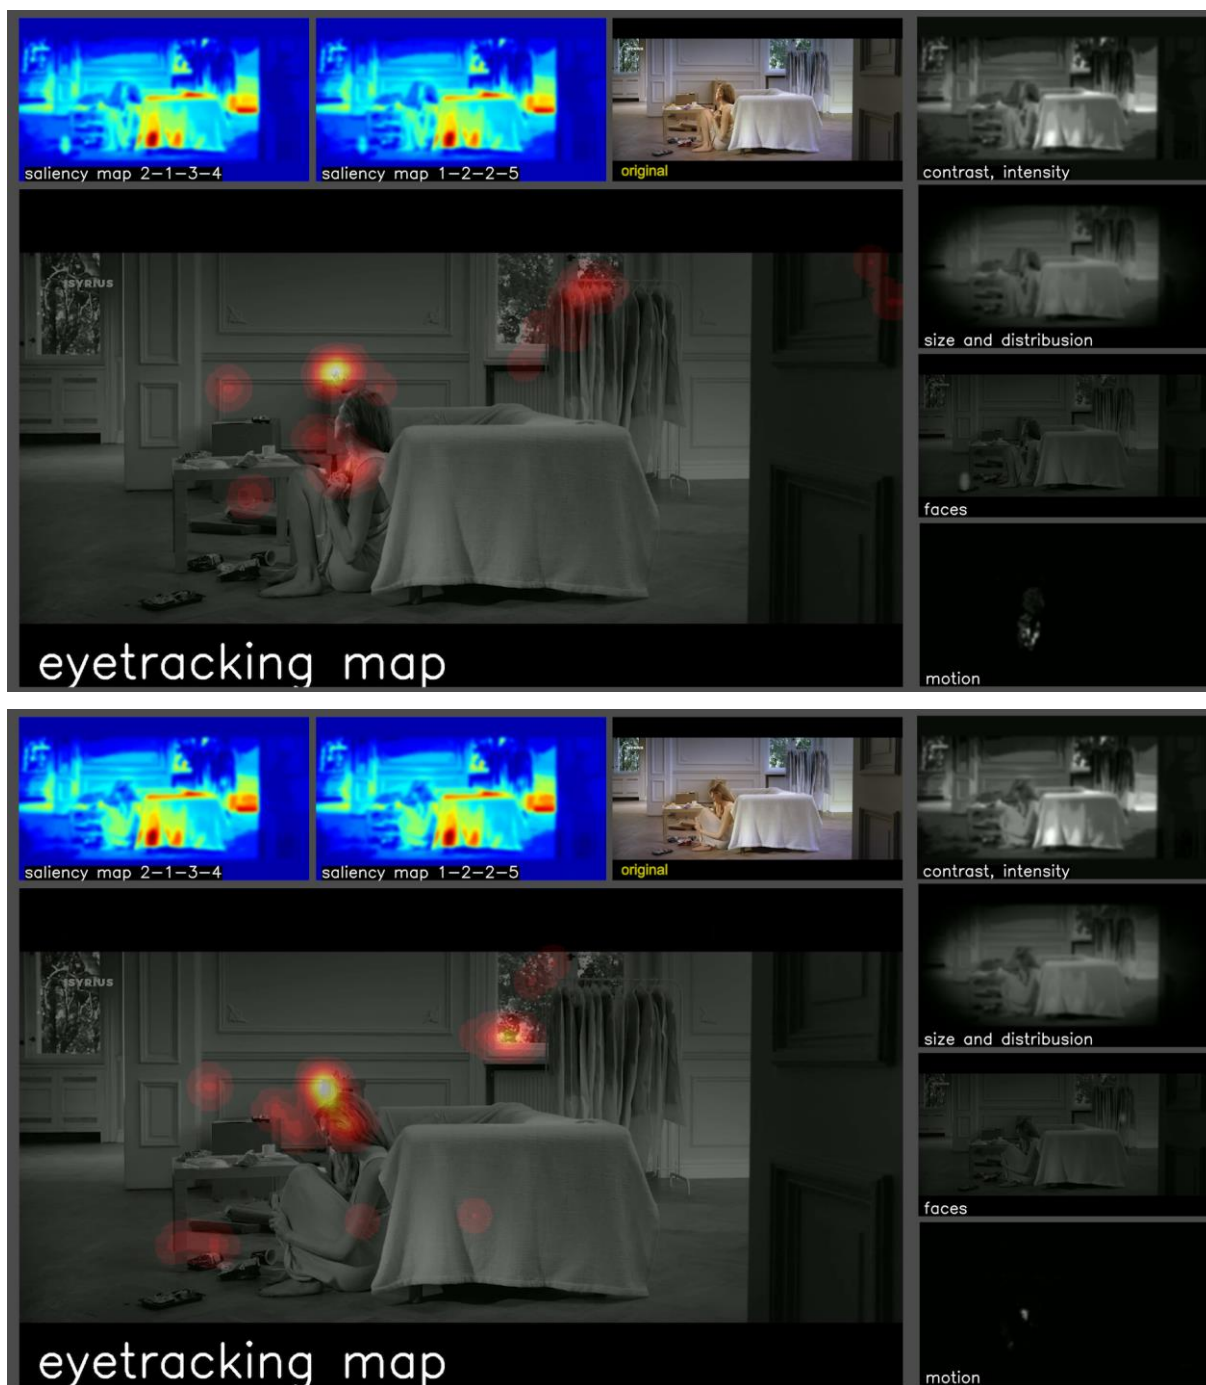 saliency map 2-1-3-4
saliency map 1-2-2-5
original
contrast, intensity
SYRIUS
size and distribusion
faces
eyetracking map
motion
saliency map 2-1-3-4
saliency map 1-2-2-5
original
contrast, intensity
SYRIUS
size and distribusion
faces
eyetracking map
motion